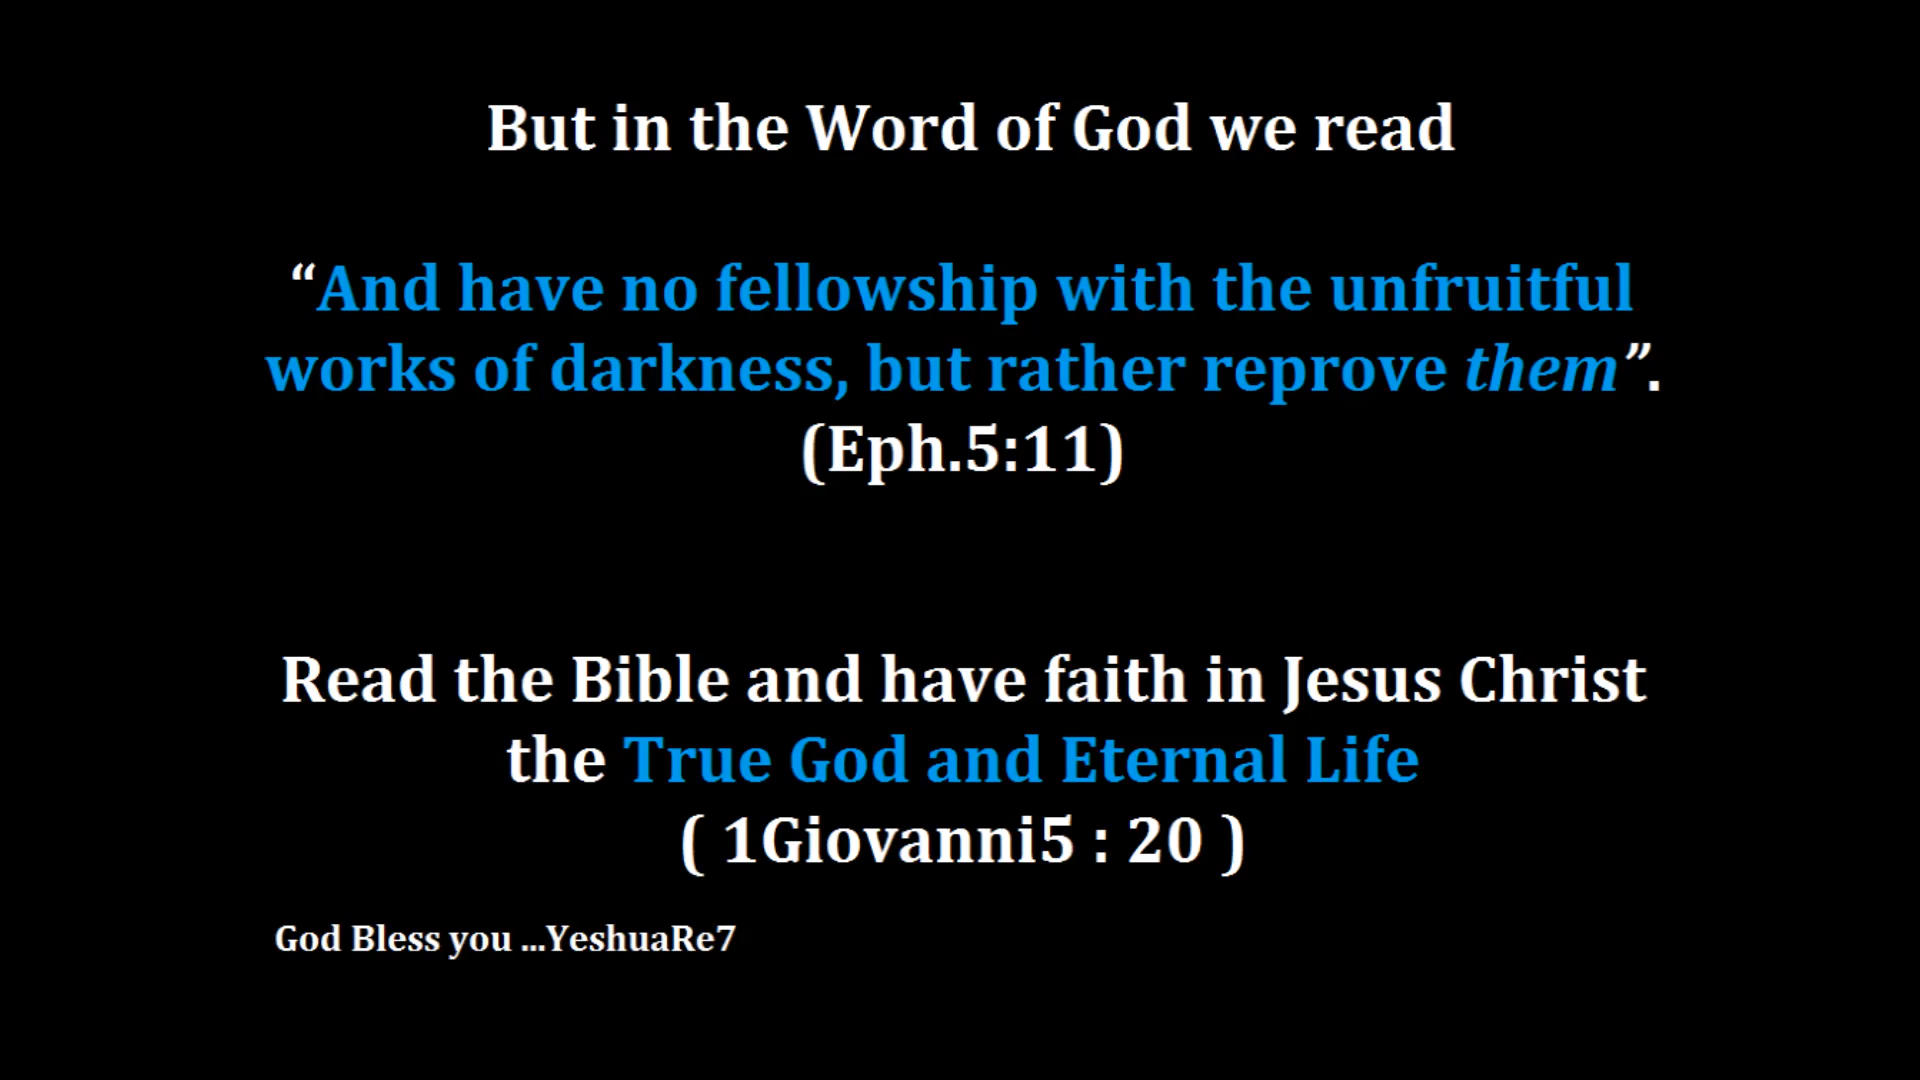 But in the Word of God we read
“And have no fellowship with the unfruitful
works of darkness, but rather reprove them”.
(Eph.5:11)
Read the Bible and have faith in Jesus Christ
the True God and Eternal Life
( 1Giovanni5 : 20 )
God Bless you ...YeshuaRe7